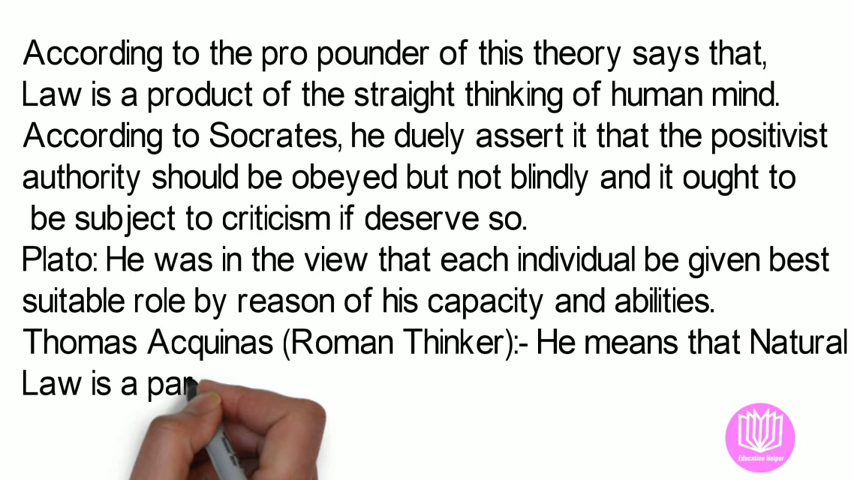 According to the pro pounder of this theory says that,
Law is a product of the straight thinking of human mind.
According to Socrates, he duely assert it that the positivist
authority should be obeyed but not blindly and it ought to
be subject to criticism if deserve so.
Plato: He was in the view that each individual be given best
suitable role by reason of his capacity and abilities.
Thomas Acquinas (Roman Thinker):- He means that Natural
Law is a par
Education Helper